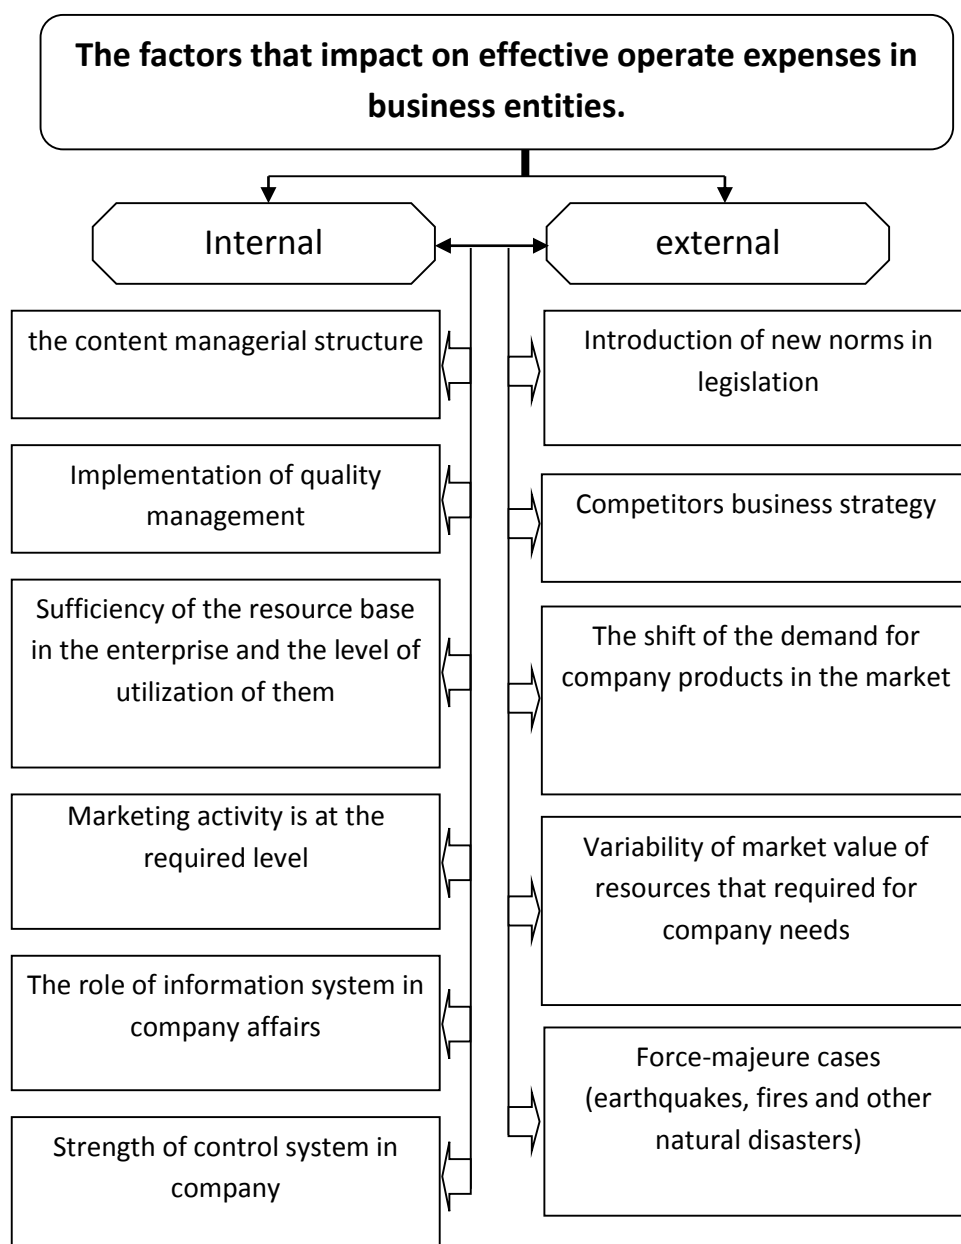 The factors that impact on effective operate expenses in
business entities.
Internal
external
the content managerial structure
Implementation of quality
management
Sufficiency of the resource base
in the enterprise and the level of
utilization of them
Marketing activity is at the
required level
The role of information system in
company affairs
Strength of control system in
company
Introduction of new norms in
legislation
Competitors business strategy
The shift of the demand for
company products in the market
Variability of market value of
resources that required for
company needs
Force-majeure cases
(earthquakes, fires and other
natural disasters)